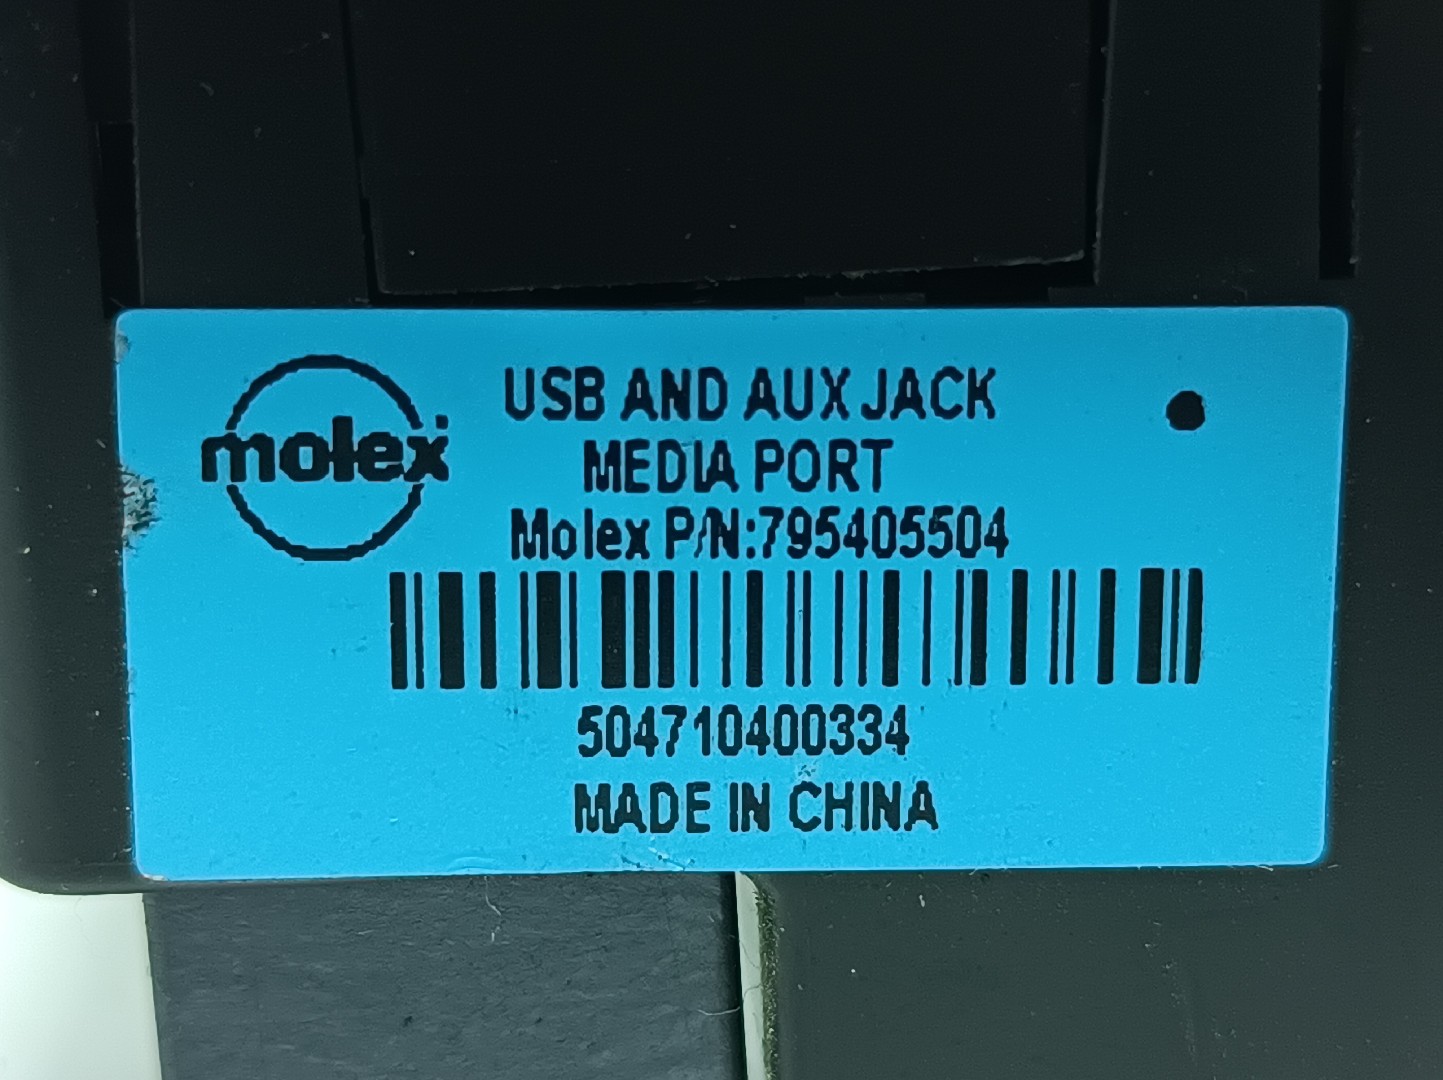 molex
USB AND AUX JACK
MEDIA PORT
Molex P/N:795405504
504710400334
MADE IN CHINA